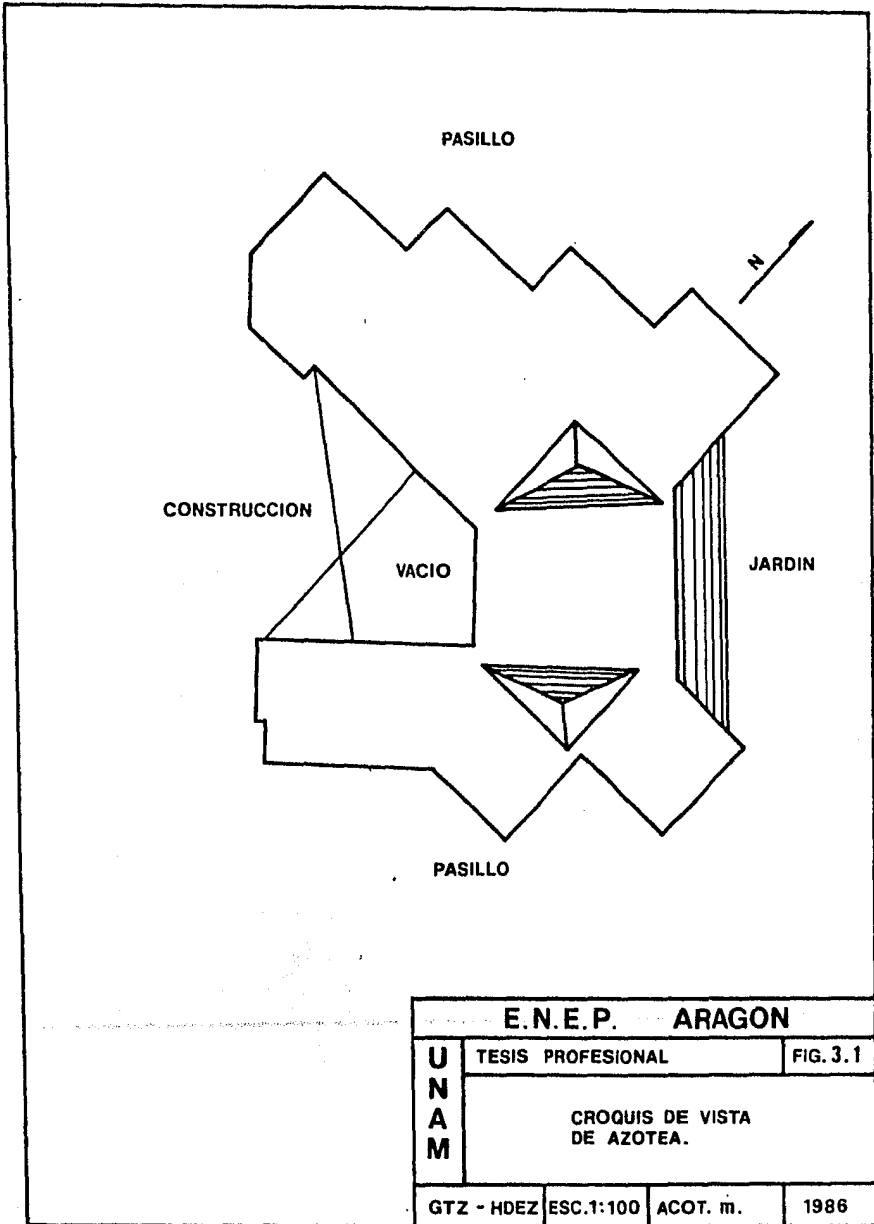 PASILLO
N
CONSTRUCCION
VACIO
JARDIN
PASILLO
E.N.E.P. ARAGON
UNAM
TESIS PROFESIONAL
FIG. 3.1
CROQUIS DE VISTA
DE AZOTEA.
GTZ - HDEZ
ESC.1:100
ACOT. m.
1986